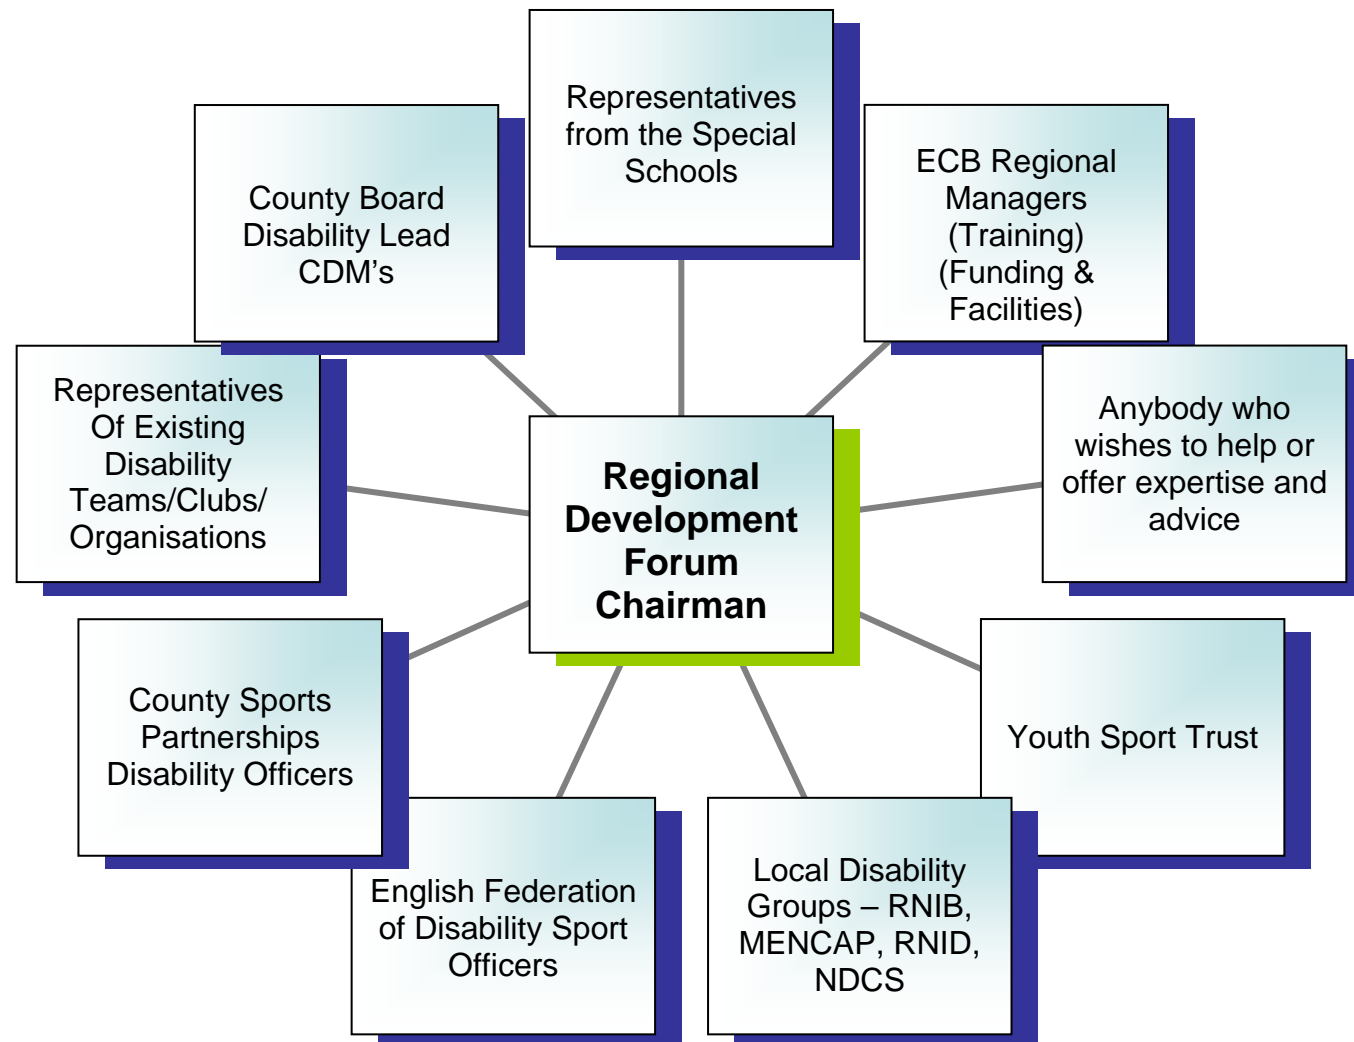 Representatives
from the Special
Schools
County Board
Disability Lead
CDM's
ECB Regional
Managers
(Training)
(Funding &
Facilities)
Representatives
Of Existing
Disability
Teams/Clubs/
Organisations
Anybody who
wishes to help or
offer expertise and
advice
Regional
Development
Forum
Chairman
County Sports
Partnerships
Disability Officers
Youth Sport Trust
English Federation
of Disability Sport
Officers
Local Disability
Groups – RNIB,
MENCAP, RNID,
NDCS